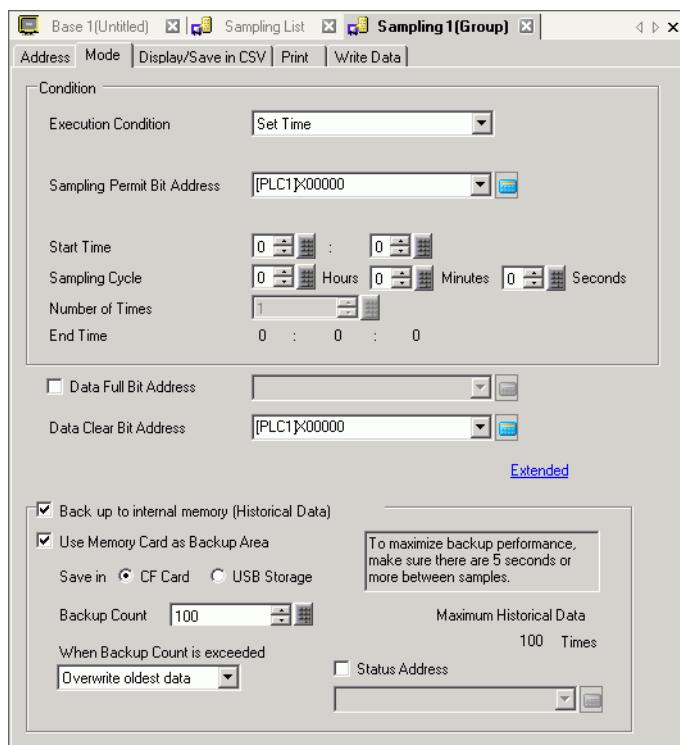 Base 1(Untitled) Sampling List Sampling 1(Group)
Address Mode Display/Save in CSV Print Write Data
Condition
Execution Condition Set Time
Sampling Permit Bit Address [PLC1]X00000
Start Time 0 : 0
Sampling Cycle 0 Hours 0 Minutes 0 Seconds
Number of Times 1
End Time 0 : 0 : 0
Data Full Bit Address
Data Clear Bit Address [PLC1]X00000
Extended
Back up to internal memory (Historical Data)
Use Memory Card as Backup Area
To maximize backup performance,
make sure there are 5 seconds or
more between samples.
Save in CF Card USB Storage
Backup Count 100
Maximum Historical Data
100 Times
When Backup Count is exceeded
Overwrite oldest data
Status Address